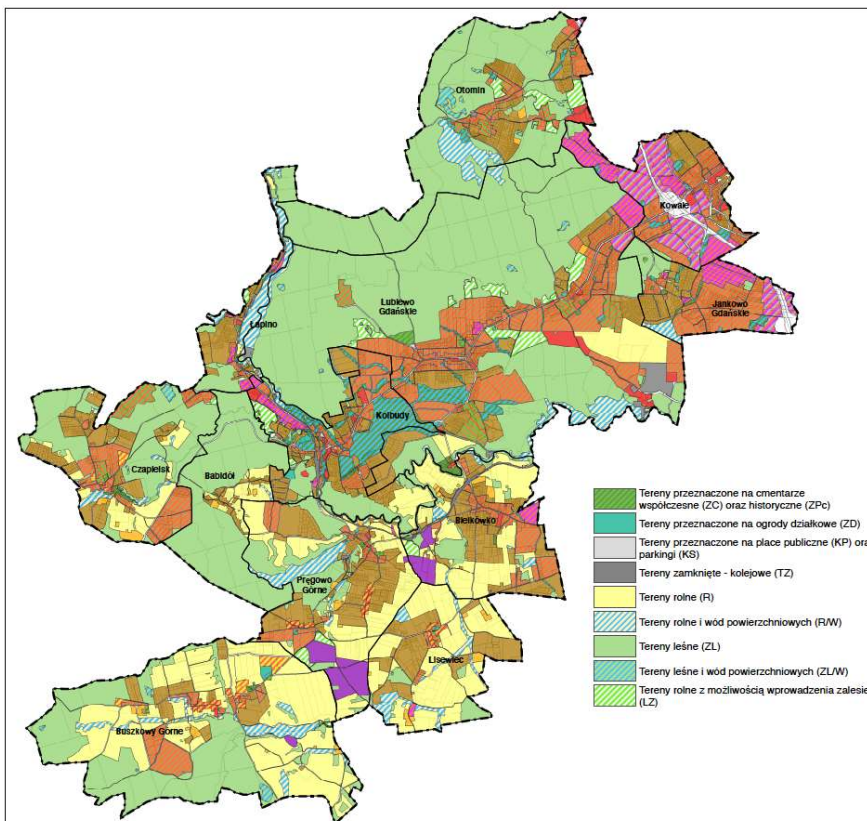 Otomin
Kowale
Lublewo
Gdańskie
Jankowo
Gdańskie
Łapino
Kolbudy
Czapielsk
Babidół
Bielkówko
Pręgowo
Górne
Lisewiec
Buszkowy Górne
Tereny przeznaczone na cmentarze
współczesne (ZC) oraz historyczne (ZPc)
Tereny przeznaczone na ogrody działkowe (ZD)
Tereny przeznaczone na place publiczne (KP) ora
parkingi (KS)
Tereny zamknięte - kolejowe (TZ)
Tereny rolne (R)
Tereny rolne i wód powierzchniowych (R/W)
Tereny leśne (ZL)
Tereny leśne i wód powierzchniowych (ZL/W)
Tereny rolne z możliwością wprowadzenia zalesie
(LZ)